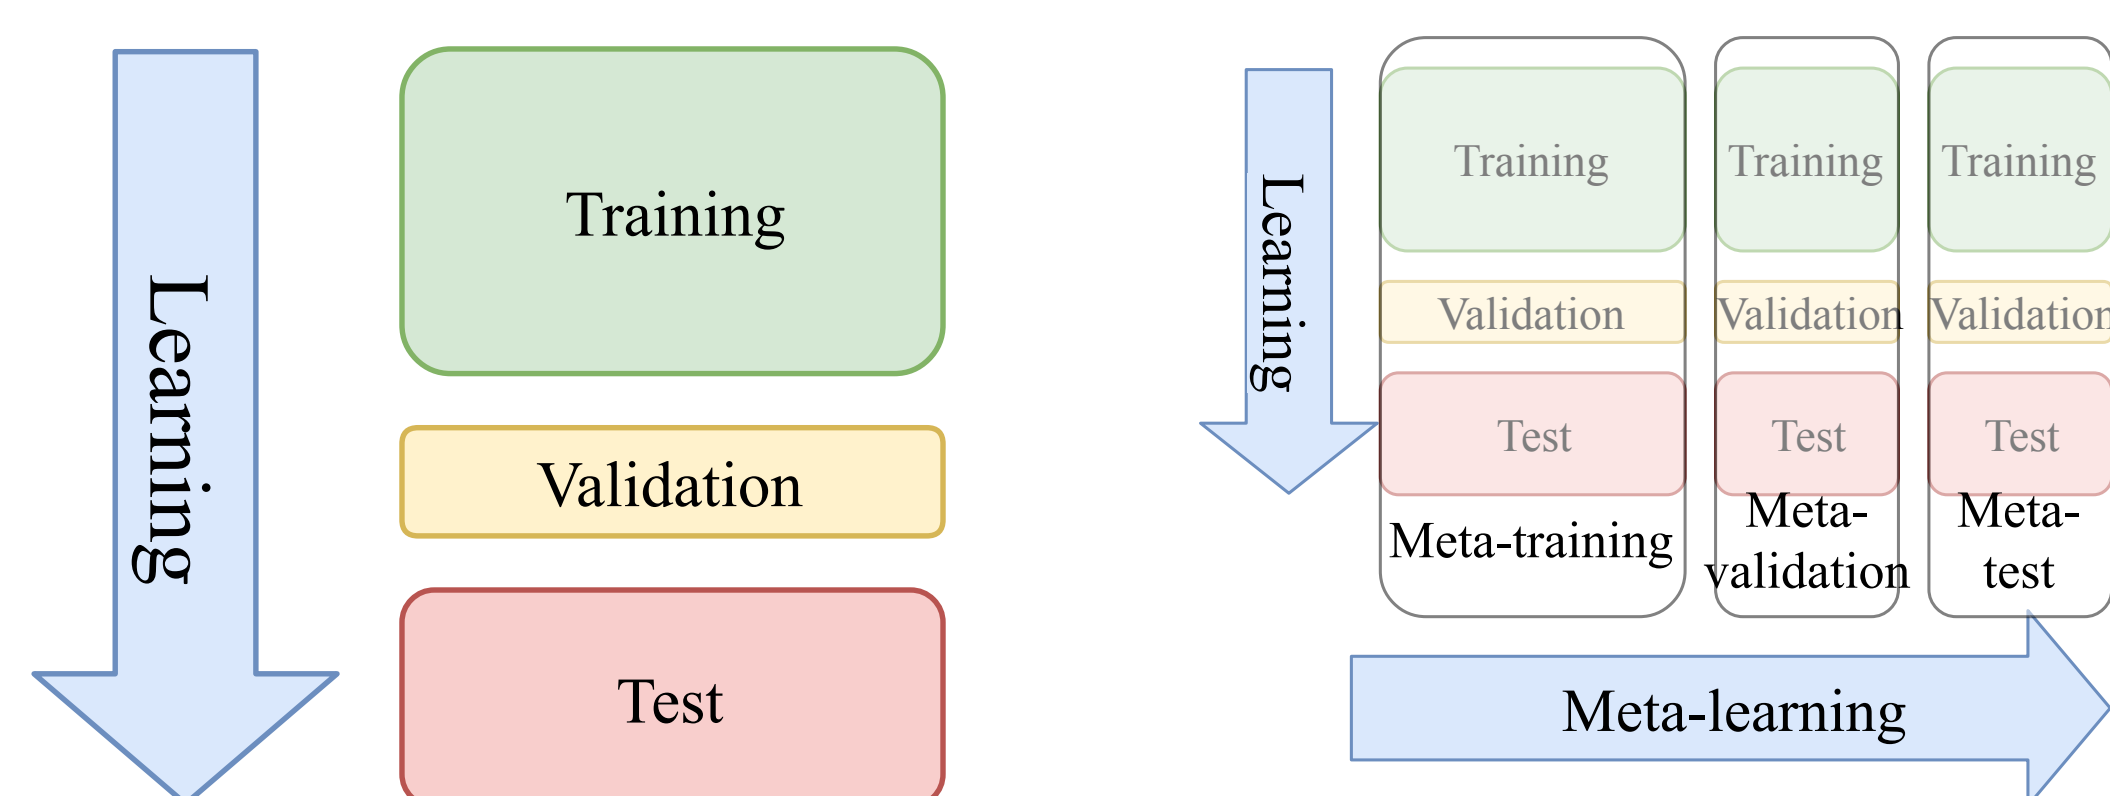 Learning
Training
Validation
Test
Learning
Training
Training
Training
Validation
Validation
Validation
Test
Test
Test
Meta-training
Meta-
validation
Meta-
test
Meta-learning